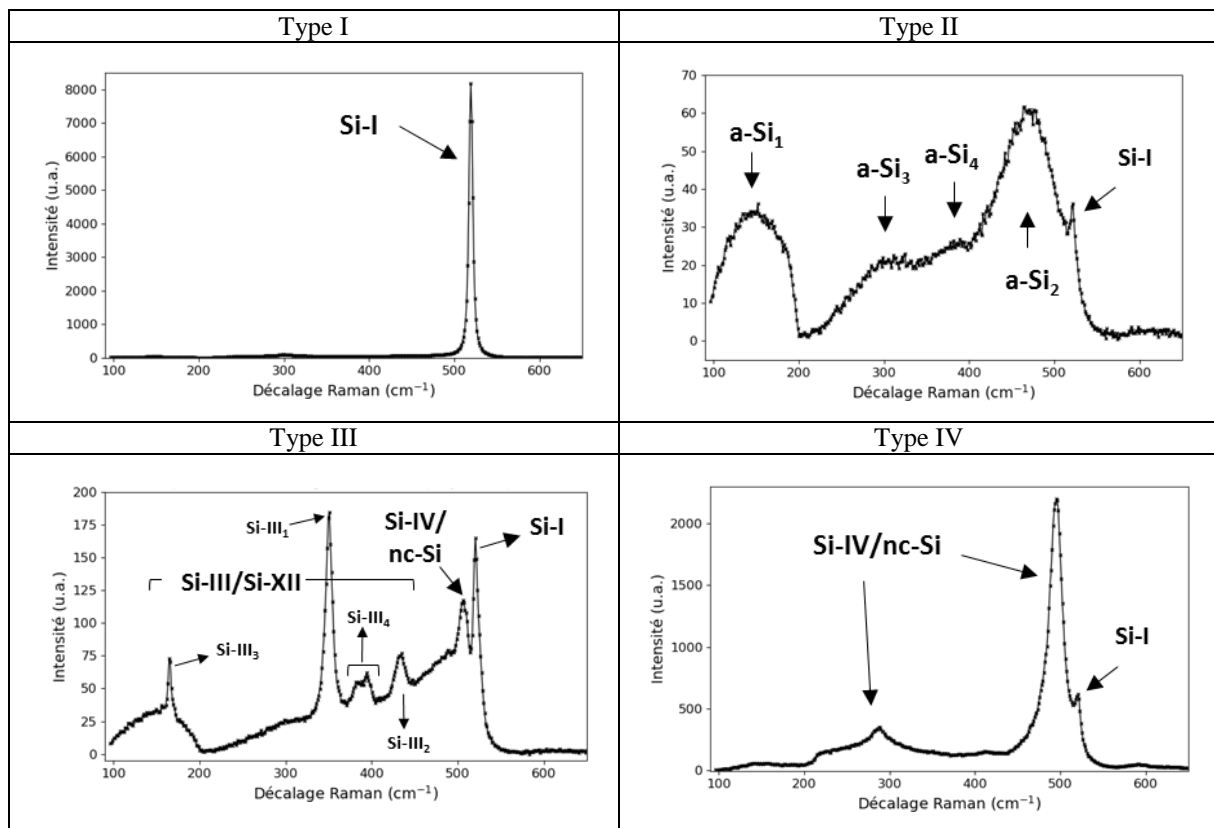 Type I
Type II
8000
7000
6000
5000
4000
3000
2000
1000
0
Intensité (u.a.)
Si-I
100 200 300 400 500 600
Décalage Raman (cm⁻¹)
70
60
50
40
30
20
10
0
Intensité (u.a.)
a-Si₁
a-Si₃
a-Si₄
Si-I
a-Si₂
100 200 300 400 500 600
Décalage Raman (cm⁻¹)
Type III
Type IV
200
175
150
125
100
75
50
25
0
Intensité (u.a.)
Si-III₁
Si-IV/
nc-Si
Si-I
Si-III/Si-XII
Si-III₄
Si-III₃
Si-III₂
100 200 300 400 500 600
Décalage Raman (cm⁻¹)
2000
1500
1000
500
0
Intensité (u.a.)
Si-IV/nc-Si
Si-I
100 200 300 400 500 600
Décalage Raman (cm⁻¹)